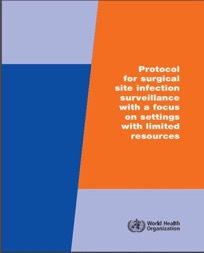 Protocol
for surgical
site infection
surveillance
with a focus
on settings
with limited
resources
World Health
Organization